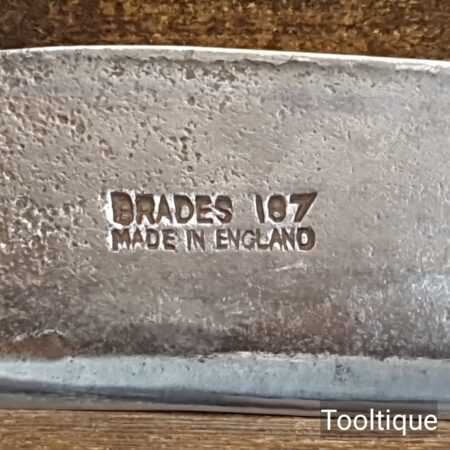 BRADES 187
MADE IN ENGLAND
Tooltique